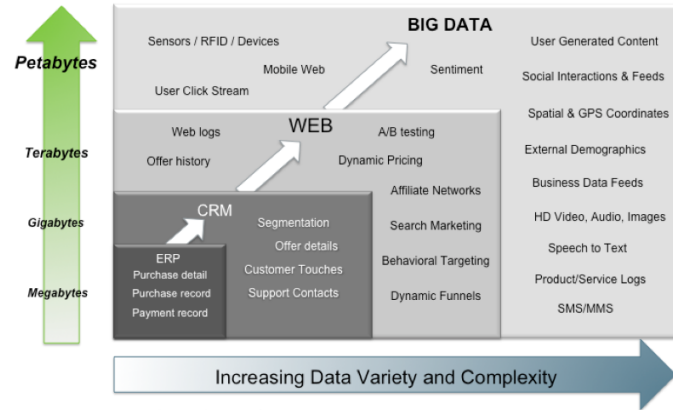 BIG DATA
Sensors / RFID / Devices
User Generated Content
Petabytes
Mobile Web
Sentiment
Social Interactions & Feeds
User Click Stream
Spatial & GPS Coordinates
WEB
Web logs
A/B testing
Terabytes
External Demographics
Offer history
Dynamic Pricing
Business Data Feeds
Affiliate Networks
CRM
Gigabytes
Segmentation
Search Marketing
HD Video, Audio, Images
Offer details
Speech to Text
ERP
Behavioral Targeting
Customer Touches
Purchase detail
Product/Service Logs
Megabytes
Purchase record
Support Contacts
Dynamic Funnels
SMS/MMS
Payment record
Increasing Data Variety and Complexity